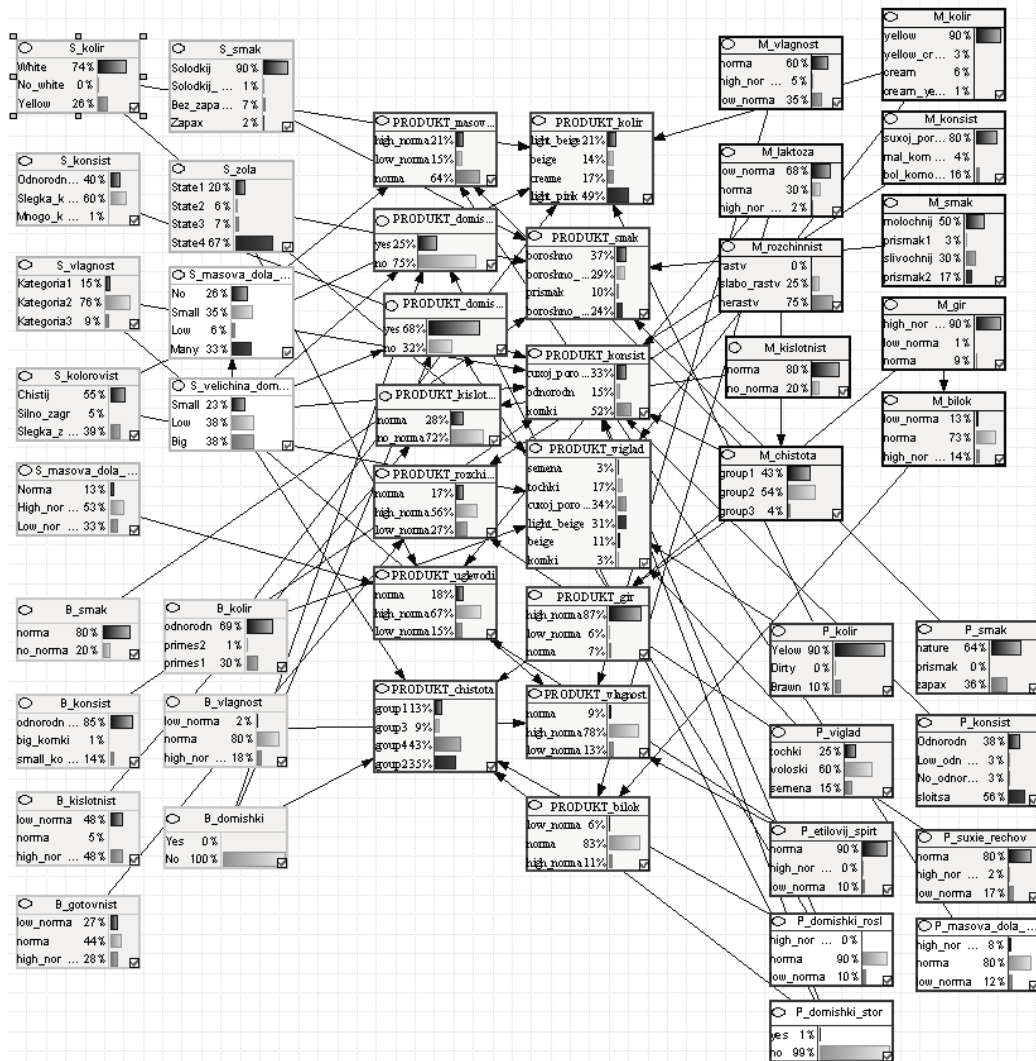 S_kolir
White 74%
No_white 0%
Yellow 26%
S_smak
Solodkij 90%
Solodkij_ ... 1%
Bez_zapa ... 7%
Zapax 2%
S_konsist
Odnorodn ... 40%
Slegka_k ... 60%
Mnogo_k ... 1%
S_zola
State1 20%
State2 6%
State3 7%
State4 67%
S_vlagnost
Kategoria1 15%
Kategoria2 76%
Kategoria3 9%
S_masova_dola_...
No 26%
Small 35%
Low 6%
Many 33%
S_kolorovist
Chistij 55%
Silno_zagr 5%
Slegka_z ... 39%
S_velichina_dom...
Small 23%
Low 38%
Big 38%
S_masova_dola_...
Norma 13%
High_nor ... 53%
Low_nor ... 33%
B_smak
norma 80%
no_norma 20%
B_kolir
odnorodn 69%
primes2 1%
primes1 30%
B_konsist
odnorodn ... 85%
big_komki 1%
small_ko ... 14%
B_vlagnost
low_norma 2%
norma 80%
high_nor ... 18%
B_kislotnist
low_norma 48%
norma 5%
high_nor ... 48%
B_domishki
Yes 0%
No 100%
B_gotovnist
low_norma 27%
norma 44%
high_nor ... 28%
PRODUKT_masow...
high_norma 21%
low_norma 15%
norma 64%
PRODUKT_domis...
yes 25%
no 75%
PRODUKT_domis...
yes 68%
no 32%
PRODUKT_kislot...
norma 28%
no_norma 72%
PRODUKT_rozchi...
norma 17%
high_norma 56%
low_norma 27%
PRODUKT_uglewodi
norma 18%
high_norma 67%
low_norma 15%
PRODUKT_chistota
group1 13%
group3 9%
group4 43%
group2 35%
PRODUKT_kolir
light_beige 21%
beige 14%
creame 17%
light_pink 49%
PRODUKT_smak
boroshno 37%
boroshno_... 29%
prismak 10%
boroshno_... 24%
PRODUKT_konsist
cuxoj_poro ... 33%
odnorodn 15%
komki 52%
PRODUKT_viglad
semena 3%
tochki 17%
cuxoj_poro ... 34%
light_beige 31%
beige 11%
komki 3%
PRODUKT_gir
high_norma 87%
low_norma 6%
norma 7%
PRODUKT_vlagnost
norma 9%
high_norma 78%
low_norma 13%
PRODUKT_bilok
low_norma 6%
norma 83%
high_norma 11%
M_vlagnost
norma 60%
high_nor ... 5%
ow_norma 35%
M_kolir
yellow 90%
yellow_cr ... 3%
cream 6%
cream_ye... 1%
M_laktoza
ow_norma 68%
norma 30%
high_nor ... 2%
M_konsist
suxoj_por ... 80%
mal_kom ... 4%
bol_komo ... 16%
M_rozchinnist
rastv 0%
slabo_rastv 25%
nerastv 75%
M_smak
molochnij 50%
prismak1 3%
slivochnij 30%
prismak2 17%
M_kislotnist
norma 80%
no_norma 20%
M_gir
high_nor ... 90%
low_norma 1%
norma 9%
M_chistota
group1 43%
group2 54%
group3 4%
M_bilok
low_norma 13%
norma 73%
high_nor ... 14%
P_kolir
Yelow 90%
Dirty 0%
Brawn 10%
P_smak
nature 64%
prismak 0%
zapax 36%
P_viglad
tochki 25%
voloski 60%
semena 15%
P_konsist
Odnorodn 38%
Low_odn ... 3%
No_odnor... 3%
sloitsa 56%
P_etilovij_spirt
norma 90%
high_nor ... 0%
ow_norma 10%
P_suxie_rechov
norma 80%
high_nor ... 2%
ow_norma 17%
P_domishki_rosl
high_nor ... 0%
norma 90%
ow_norma 10%
P_masova_dola_...
high_nor ... 8%
norma 80%
ow_norma 12%
P_domishki_stor
yes 1%
no 99%